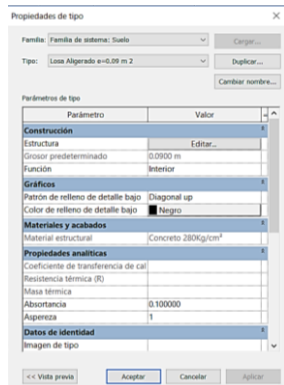 Propiedades de tipo
Familia: Familia de sistema: Suelo Cargar...
Tipo: Losa Aligerado e=0.09 m 2 Duplicar...
Cambiar nombre...
Parámetros de tipo
Parámetro Valor
Construcción
Estructura Editar...
Grosor predeterminado 0.0900 m
Función Interior
Gráficos
Patrón de relleno de detalle bajo Diagonal up
Color de relleno de detalle bajo Negro
Materiales y acabados
Material estructural Concreto 280Kg/cm²
Propiedades analíticas
Coeficiente de transferencia de cal
Resistencia térmica (R)
Masa térmica
Absortancia 0.100000
Aspereza 1
Datos de identidad
Imagen de tipo
<< Vista previa Aceptar Cancelar Aplicar